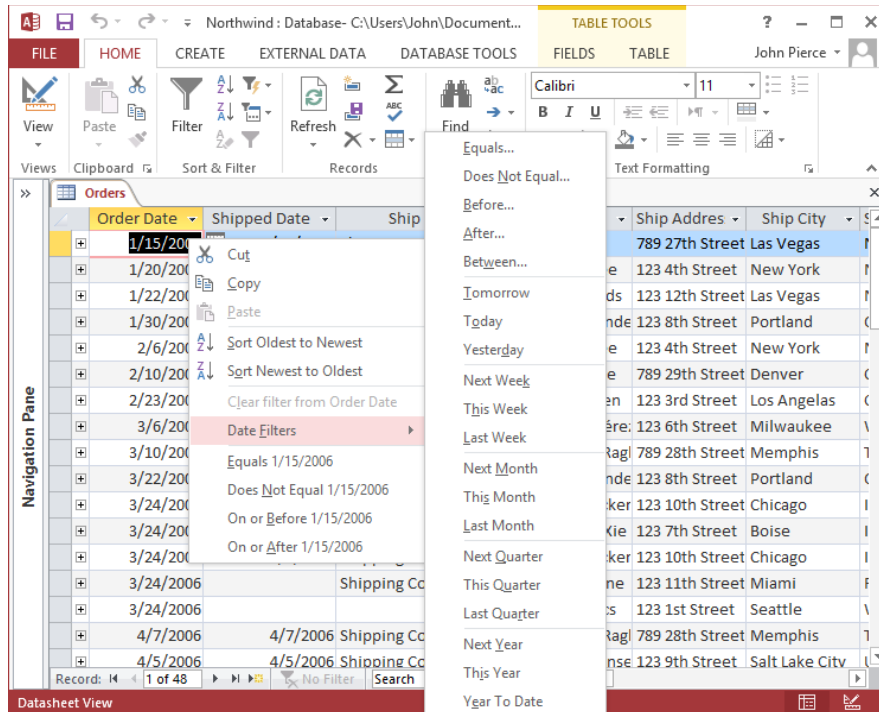 Northwind : Database- C:\Users\John\Document... TABLE TOOLS ?
FILE HOME CREATE EXTERNAL DATA DATABASE TOOLS FIELDS TABLE John Pierce
View Paste Filter Refresh ABC Find Calibri 11
B I U
Views Clipboard Sort & Filter Records Text Formatting
Orders
Order Date Shipped Date Ship Ship Addres Ship City
1/15/200 789 27th Street Las Vegas
1/20/200 123 4th Street New York
1/22/200 123 12th Street Las Vegas
1/30/200 123 8th Street Portland
2/6/200 123 4th Street New York
2/10/200 789 29th Street Denver
2/23/200 123 3rd Street Los Angelas
3/6/200 123 6th Street Milwaukee
3/10/200 789 28th Street Memphis
3/22/200 123 8th Street Portland
3/24/200 123 10th Street Chicago
3/24/200 123 7th Street Boise
3/24/200 123 10th Street Chicago
3/24/2006 Shipping Co 123 11th Street Miami
3/24/2006 123 1st Street Seattle
4/7/2006 4/7/2006 Shipping Co 789 28th Street Memphis
4/5/2006 4/5/2006 Shipping Co 123 9th Street Salt Lake City
Cut
Copy
Paste
Sort Oldest to Newest
Sort Newest to Oldest
Clear filter from Order Date
Date Filters
Equals 1/15/2006
Does Not Equal 1/15/2006
On or Before 1/15/2006
On or After 1/15/2006
Equals...
Does Not Equal...
Before...
After...
Between...
Tomorrow
Today
Yesterday
Next Week
This Week
Last Week
Next Month
This Month
Last Month
Next Quarter
This Quarter
Last Quarter
Next Year
This Year
Year To Date
Navigation Pane
Record: 1 of 48 No Filter Search
Datasheet View